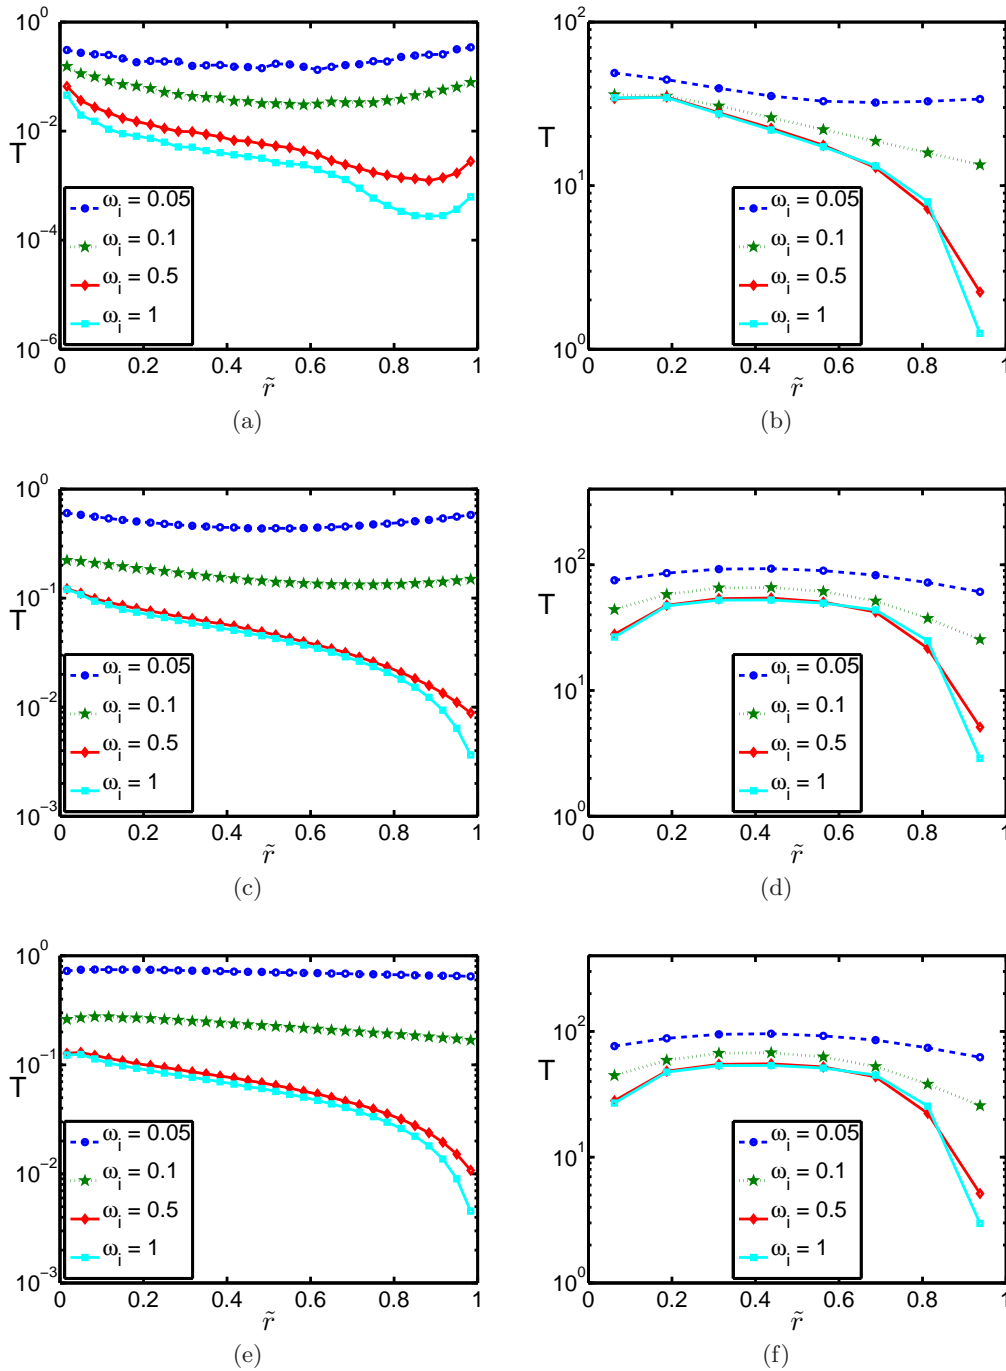 10^0
10^−2
T
10^−4
10^−6
ω_i = 0.05
ω_i = 0.1
ω_i = 0.5
ω_i = 1
0 0.2 0.4 0.6 0.8 1
r̃
(a)
10^2
T
10^1
10^0
ω_i = 0.05
ω_i = 0.1
ω_i = 0.5
ω_i = 1
0 0.2 0.4 0.6 0.8 1
r̃
(b)
10^0
10^−1
T
10^−2
10^−3
ω_i = 0.05
ω_i = 0.1
ω_i = 0.5
ω_i = 1
0 0.2 0.4 0.6 0.8 1
r̃
(c)
10^2
T
10^1
10^0
ω_i = 0.05
ω_i = 0.1
ω_i = 0.5
ω_i = 1
0 0.2 0.4 0.6 0.8 1
r̃
(d)
10^0
10^−1
T
10^−2
10^−3
ω_i = 0.05
ω_i = 0.1
ω_i = 0.5
ω_i = 1
0 0.2 0.4 0.6 0.8 1
r̃
(e)
10^2
T
10^1
10^0
ω_i = 0.05
ω_i = 0.1
ω_i = 0.5
ω_i = 1
0 0.2 0.4 0.6 0.8 1
r̃
(f)